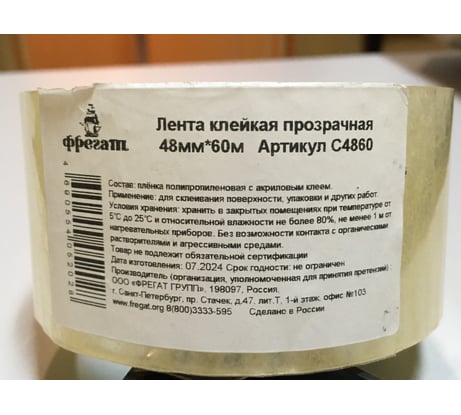 фрегат
Лента клейкая прозрачная
48мм*60м Артикул С4860
Состав: плёнка полипропиленовая с акриловым клеем.
Применение: для склеивания поверхности, упаковки и других работ.
Условия хранения: хранить в закрытых помещениях при температуре от
5°С до 25°С и относительной влажности не более 80%, не менее 1 м от
нагревательных приборов. Без возможности контакта с органическими
растворителями и агрессивными средами.
Товар не подлежит обязательной сертификации
Дата изготовления: 07.2024 Срок годности: не ограничен
Производитель (организация, уполномоченная для принятия претензий):
ООО «ФРЕГАТ ГРУПП», 198097, Россия,
г. Санкт-Петербург, пр. Стачек, д.47, лит.Т, 1-й этаж, офис №103
www.fregat.org 8(800)3333-595 Сделано в России